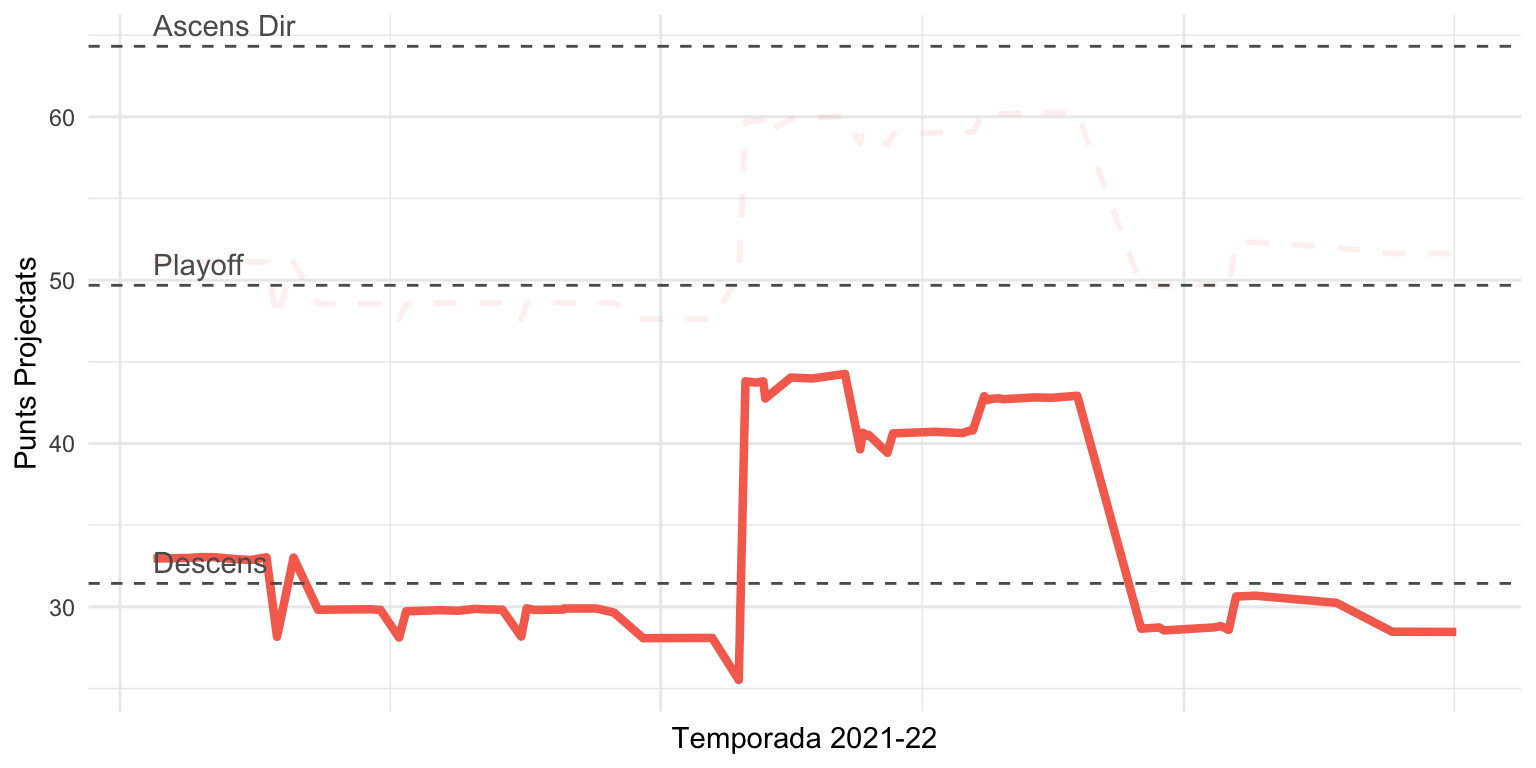 Ascens Dir
60
Playoff
50
Punts Projectats
40
Descens
30
Temporada 2021-22